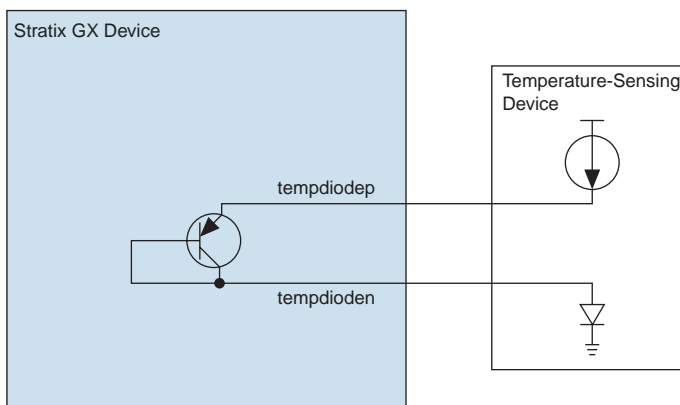 Stratix GX Device
Temperature-Sensing
Device
tempdiodep
tempdioden